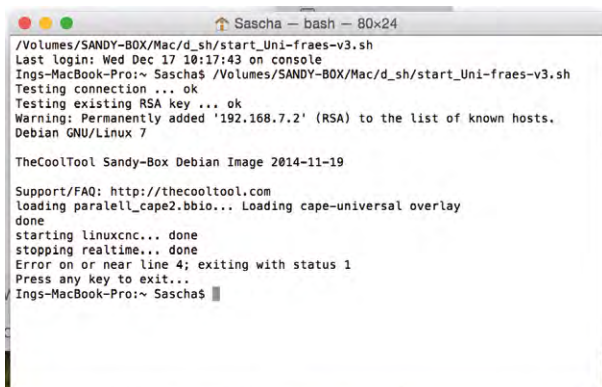 Sascha — bash — 80×24
/Volumes/SANDY-BOX/Mac/d_sh/start_Uni-fraes-v3.sh
Last login: Wed Dec 17 10:17:43 on console
Ings-MacBook-Pro:~ Sascha$ /Volumes/SANDY-BOX/Mac/d_sh/start_Uni-fraes-v3.sh
Testing connection ... ok
Testing existing RSA key ... ok
Warning: Permanently added '192.168.7.2' (RSA) to the list of known hosts.
Debian GNU/Linux 7
TheCoolTool Sandy-Box Debian Image 2014-11-19
Support/FAQ: http://thecooltool.com
loading paralell_cape2.bbio... Loading cape-universal overlay
done
starting linuxcnc... done
stopping realtime... done
Error on or near line 4; exiting with status 1
Press any key to exit...
Ings-MacBook-Pro:~ Sascha$